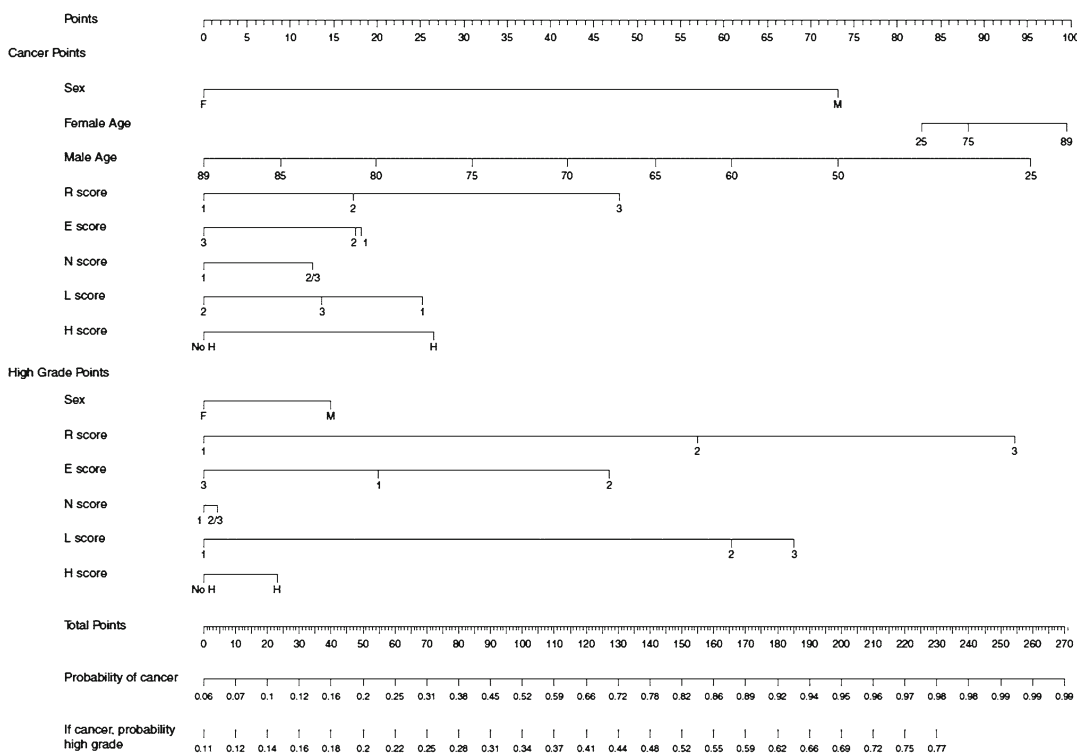 Points
0 5 10 15 20 25 30 35 40 45 50 55 60 65 70 75 80 85 90 95 100
Cancer Points
Sex
F M
Female Age
25 75 89
Male Age
89 85 80 75 70 65 60 50 25
R score
1 2 3
E score
3 2 1
N score
1 2/3
L score
2 3 1
H score
No H H
High Grade Points
Sex
F M
R score
1 2 3
E score
3 1 2
N score
1 2/3
L score
1 2 3
H score
No H H
Total Points
0 10 20 30 40 50 60 70 80 90 100 110 120 130 140 150 160 170 180 190 200 210 220 230 240 250 260 270
Probability of cancer
0.06 0.07 0.1 0.12 0.16 0.2 0.25 0.31 0.38 0.45 0.52 0.59 0.66 0.72 0.78 0.82 0.86 0.89 0.92 0.94 0.95 0.96 0.97 0.98 0.98 0.99 0.99 0.99
If cancer, probability
high grade
0.11 0.12 0.14 0.16 0.18 0.2 0.22 0.25 0.28 0.31 0.34 0.37 0.41 0.44 0.48 0.52 0.55 0.59 0.62 0.66 0.69 0.72 0.75 0.77